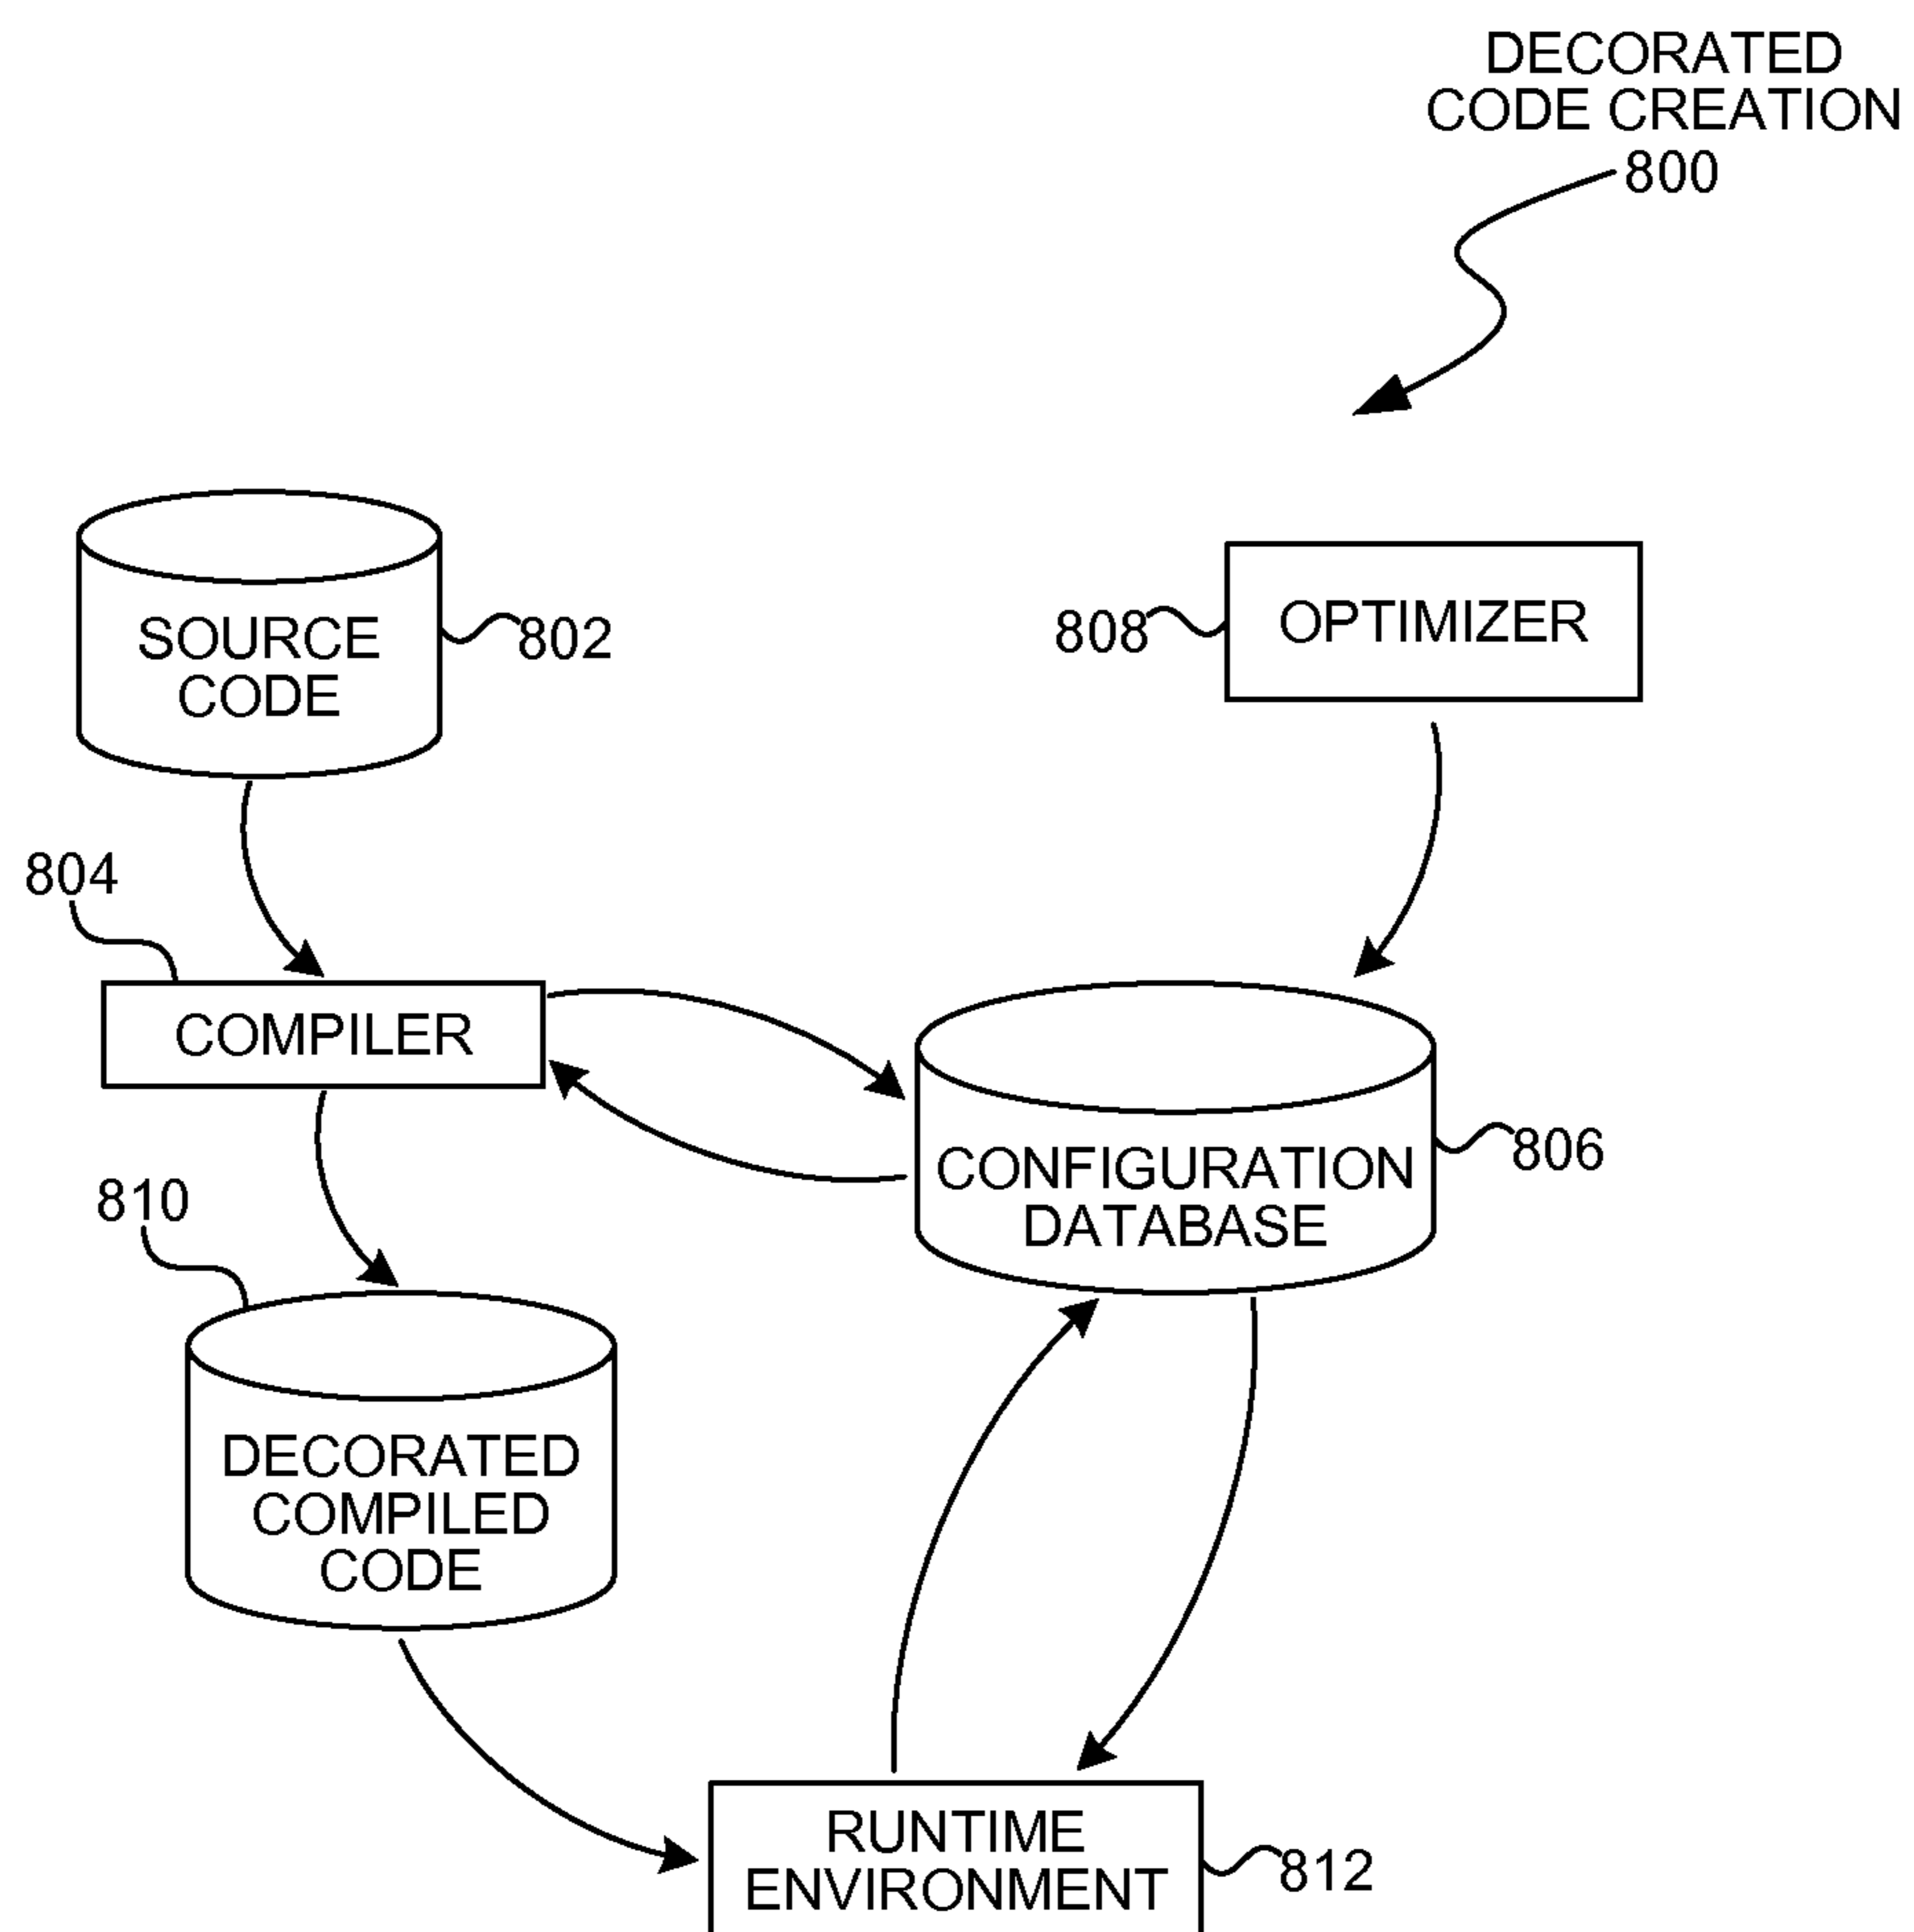 DECORATED
CODE CREATION
800
SOURCE
CODE
802
808
OPTIMIZER
804
COMPILER
CONFIGURATION
DATABASE
806
810
DECORATED
COMPILED
CODE
RUNTIME
ENVIRONMENT
812